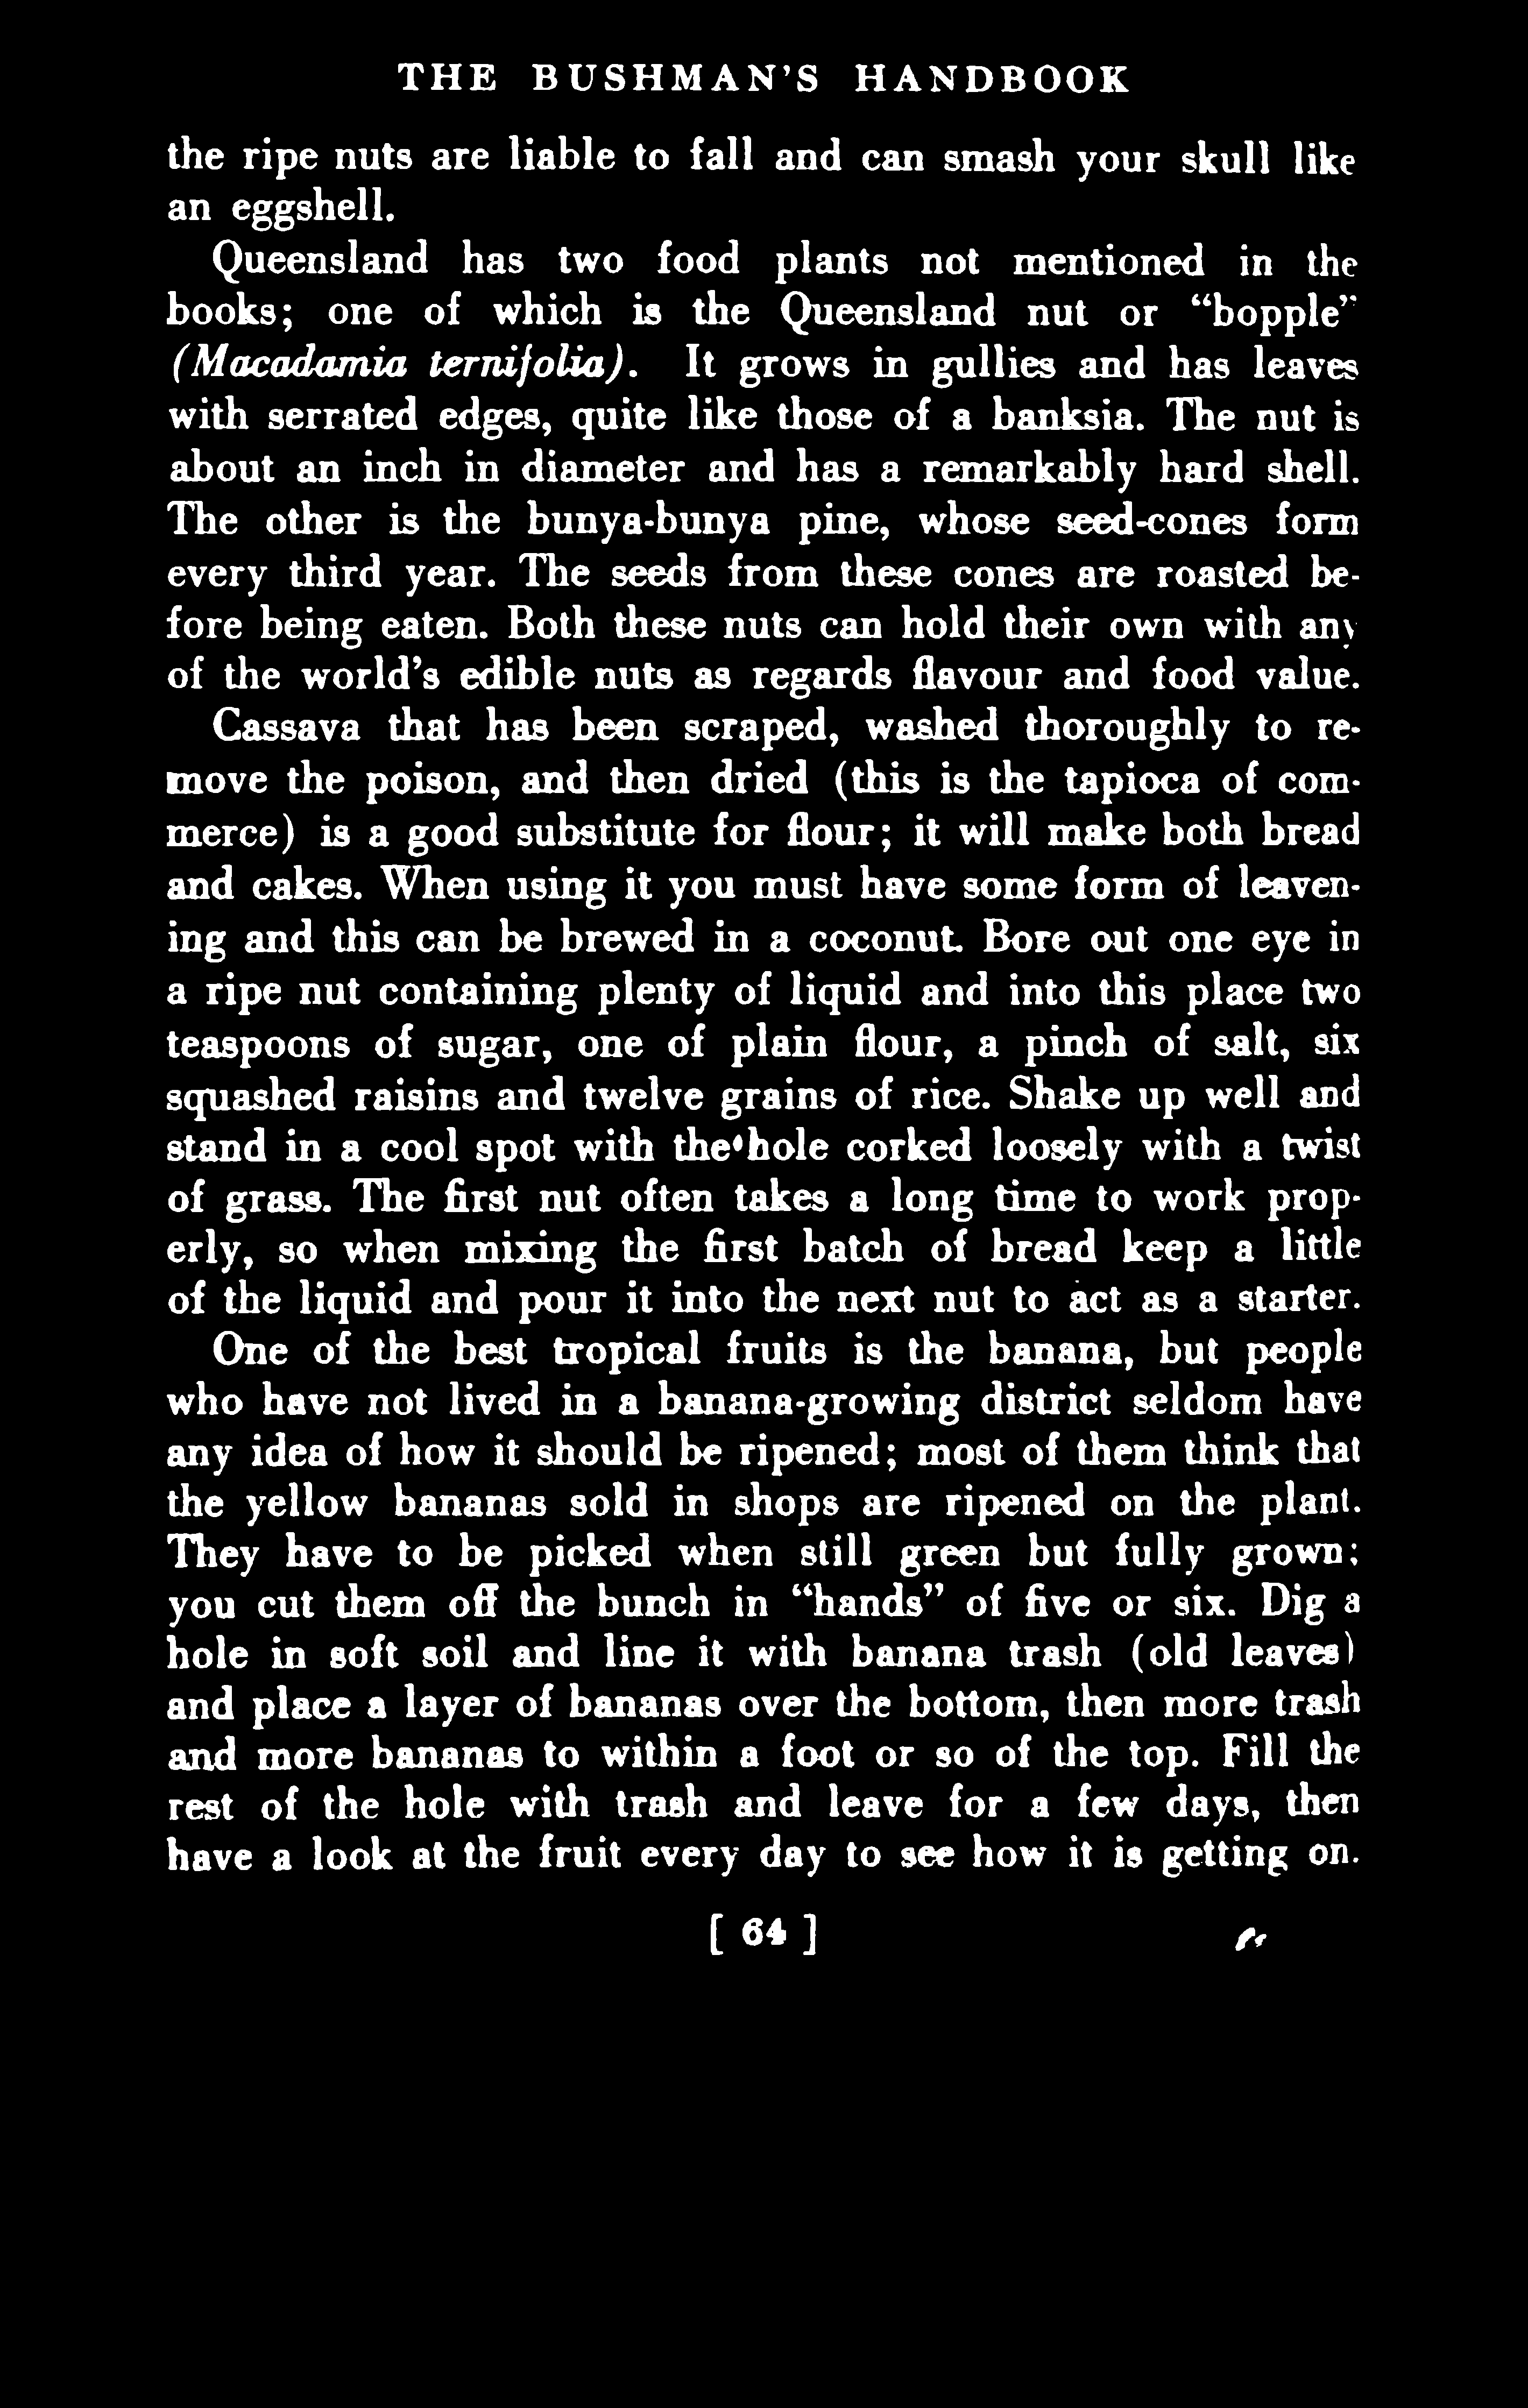 THE BUSHMAN'S HANDBOOK
the ripe nuts are liable to fall and can smash your skull like
an eggshell.
Queensland has two food plants not mentioned in the
books; one of which is the Queensland nut or “bopple”
(Macadamia ternifolia). It grows in gullies and has leaves
with serrated edges, quite like those of a banksia. The nut is
about an inch in diameter and has a remarkably hard shell.
The other is the bunya-bunya pine, whose seed-cones form
every third year. The seeds from these cones are roasted be-
fore being eaten. Both these nuts can hold their own with any
of the world's edible nuts as regards flavour and food value.
Cassava that has been scraped, washed thoroughly to re-
move the poison, and then dried (this is the tapioca of com-
merce) is a good substitute for flour; it will make both bread
and cakes. When using it you must have some form of leaven-
ing and this can be brewed in a coconut. Bore out one eye in
a ripe nut containing plenty of liquid and into this place two
teaspoons of sugar, one of plain flour, a pinch of salt, six
squashed raisins and twelve grains of rice. Shake up well and
stand in a cool spot with the hole corked loosely with a twist
of grass. The first nut often takes a long time to work prop-
erly, so when mixing the first batch of bread keep a little
of the liquid and pour it into the next nut to act as a starter.
One of the best tropical fruits is the banana, but people
who have not lived in a banana-growing district seldom have
any idea of how it should be ripened; most of them think that
the yellow bananas sold in shops are ripened on the plant.
They have to be picked when still green but fully grown;
you cut them off the bunch in “hands” of five or six. Dig a
hole in soft soil and line it with banana trash (old leaves)
and place a layer of bananas over the bottom, then more trash
and more bananas to within a foot or so of the top. Fill the
rest of the hole with trash and leave for a few days, then
have a look at the fruit every day to see how it is getting on.
[ 64 ]